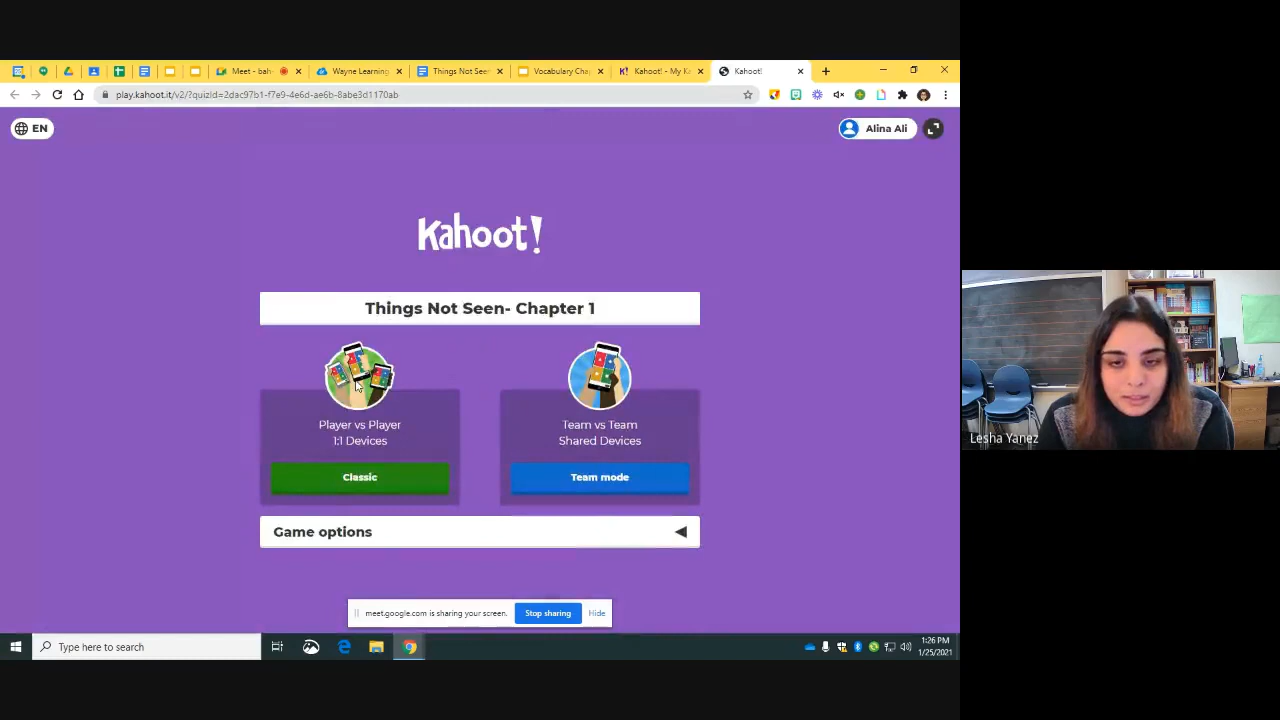 Meet - bah-
Wayne Learning
Things Not Seen
Vocabulary Cha
Kahoot! - My Ka
Kahoot!
play.kahoot.it/v2/?quizId=2dac97b1-f7e9-4e6d-ae6b-8abe3d1170ab
EN
Alina Ali
Kahoot!
Things Not Seen- Chapter 1
Player vs Player
1:1 Devices
Classic
Team vs Team
Shared Devices
Team mode
Game options
Lesha Yanez
meet.google.com is sharing your screen.
Stop sharing
Hide
Type here to search
1:26 PM
1/25/2021